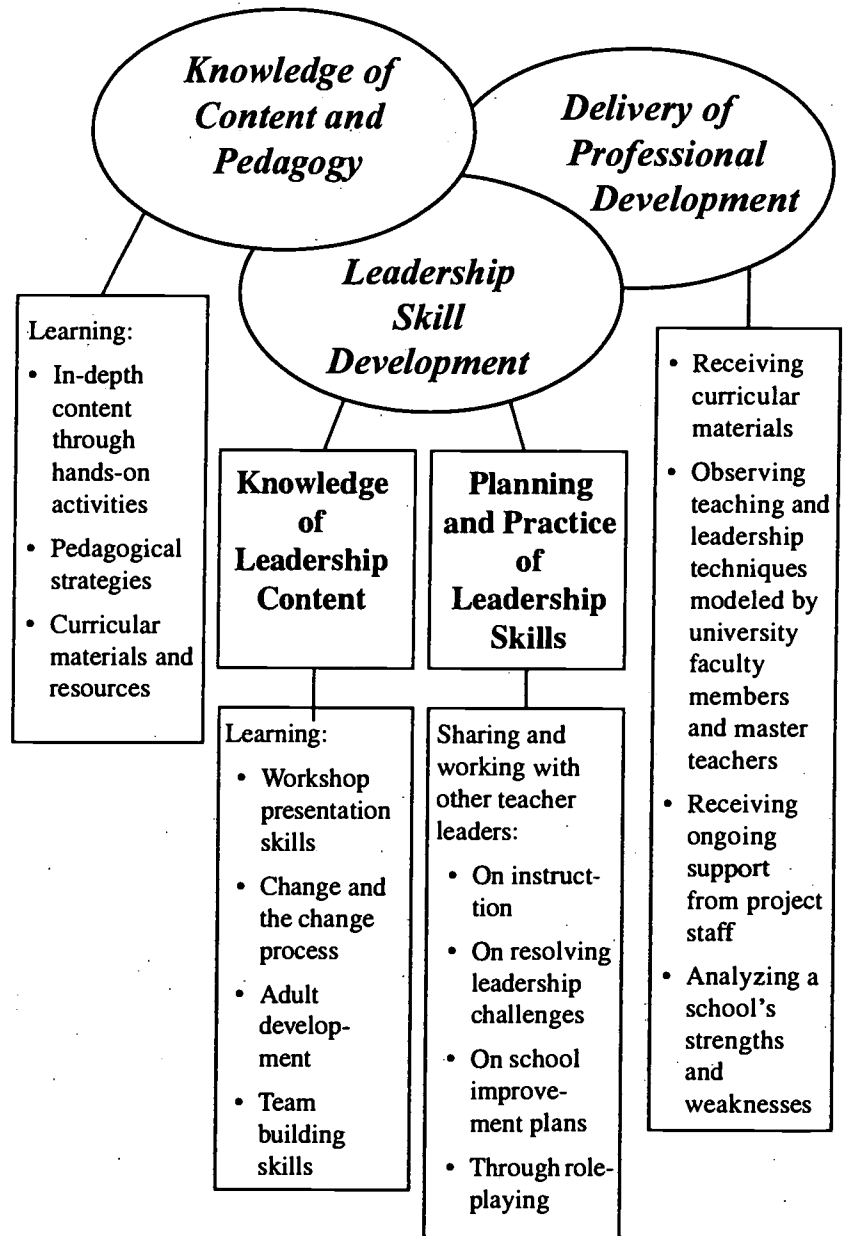 Knowledge of
Content and
Pedagogy
Delivery of
Professional
Development
Leadership
Skill
Development
Learning:
• In-depth
content
through
hands-on
activities
• Pedagogical
strategies
• Curricular
materials and
resources
Knowledge
of
Leadership
Content
Learning:
• Workshop
presentation
skills
• Change and
the change
process
• Adult
develop-
ment
• Team
building
skills
Planning
and Practice
of
Leadership
Skills
Sharing and
working with
other teacher
leaders:
• On instruc-
tion
• On resolving
leadership
challenges
• On school
improve-
ment plans
• Through role-
playing
• Receiving
curricular
materials
• Observing
teaching and
leadership
techniques
modeled by
university
faculty
members
and master
teachers
• Receiving
ongoing
support
from project
staff
• Analyzing a
school's
strengths
and
weaknesses